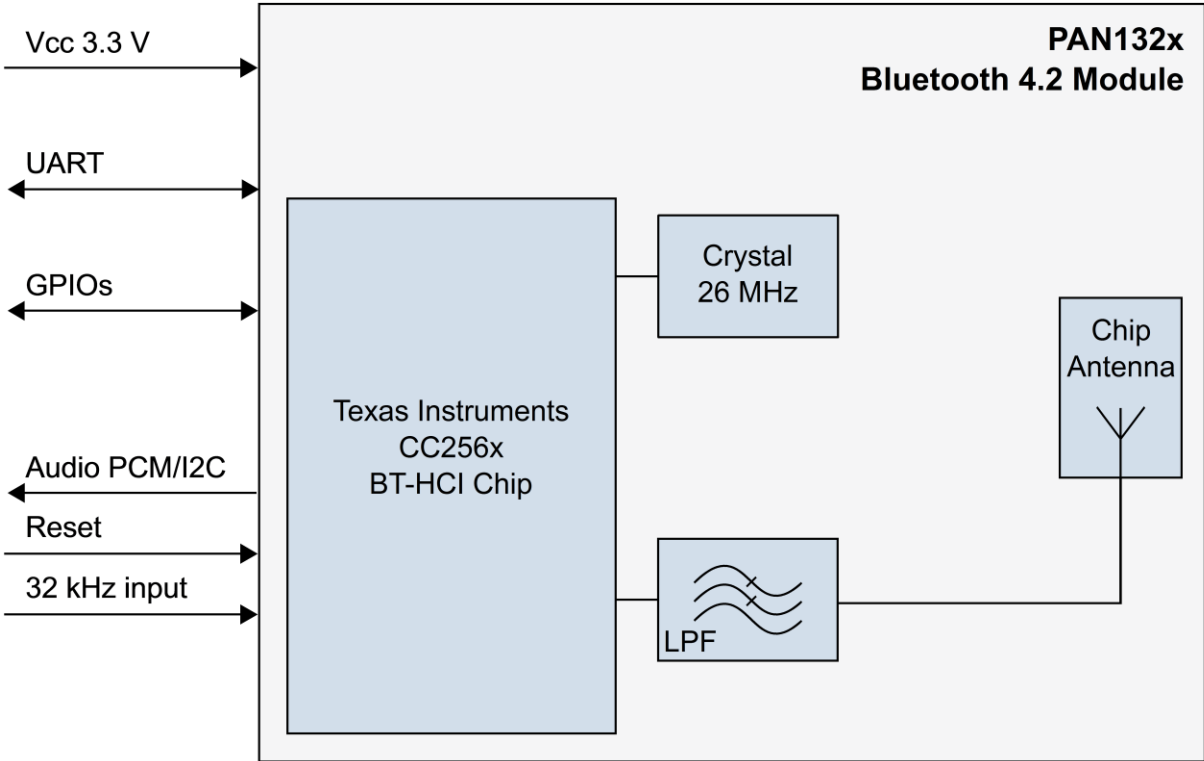 Vcc 3.3 V
UART
GPIOs
Audio PCM/I2C
Reset
32 kHz input
PAN132x
Bluetooth 4.2 Module
Texas Instruments
CC256x
BT-HCI Chip
Crystal
26 MHz
LPF
Chip
Antenna